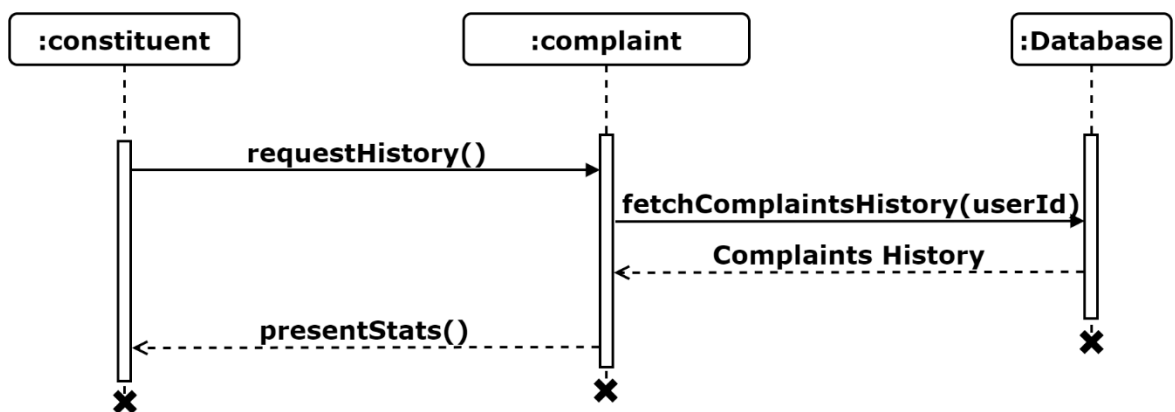 :constituent
:complaint
:Database
requestHistory()
fetchComplaintsHistory(userId)
Complaints History
presentStats()